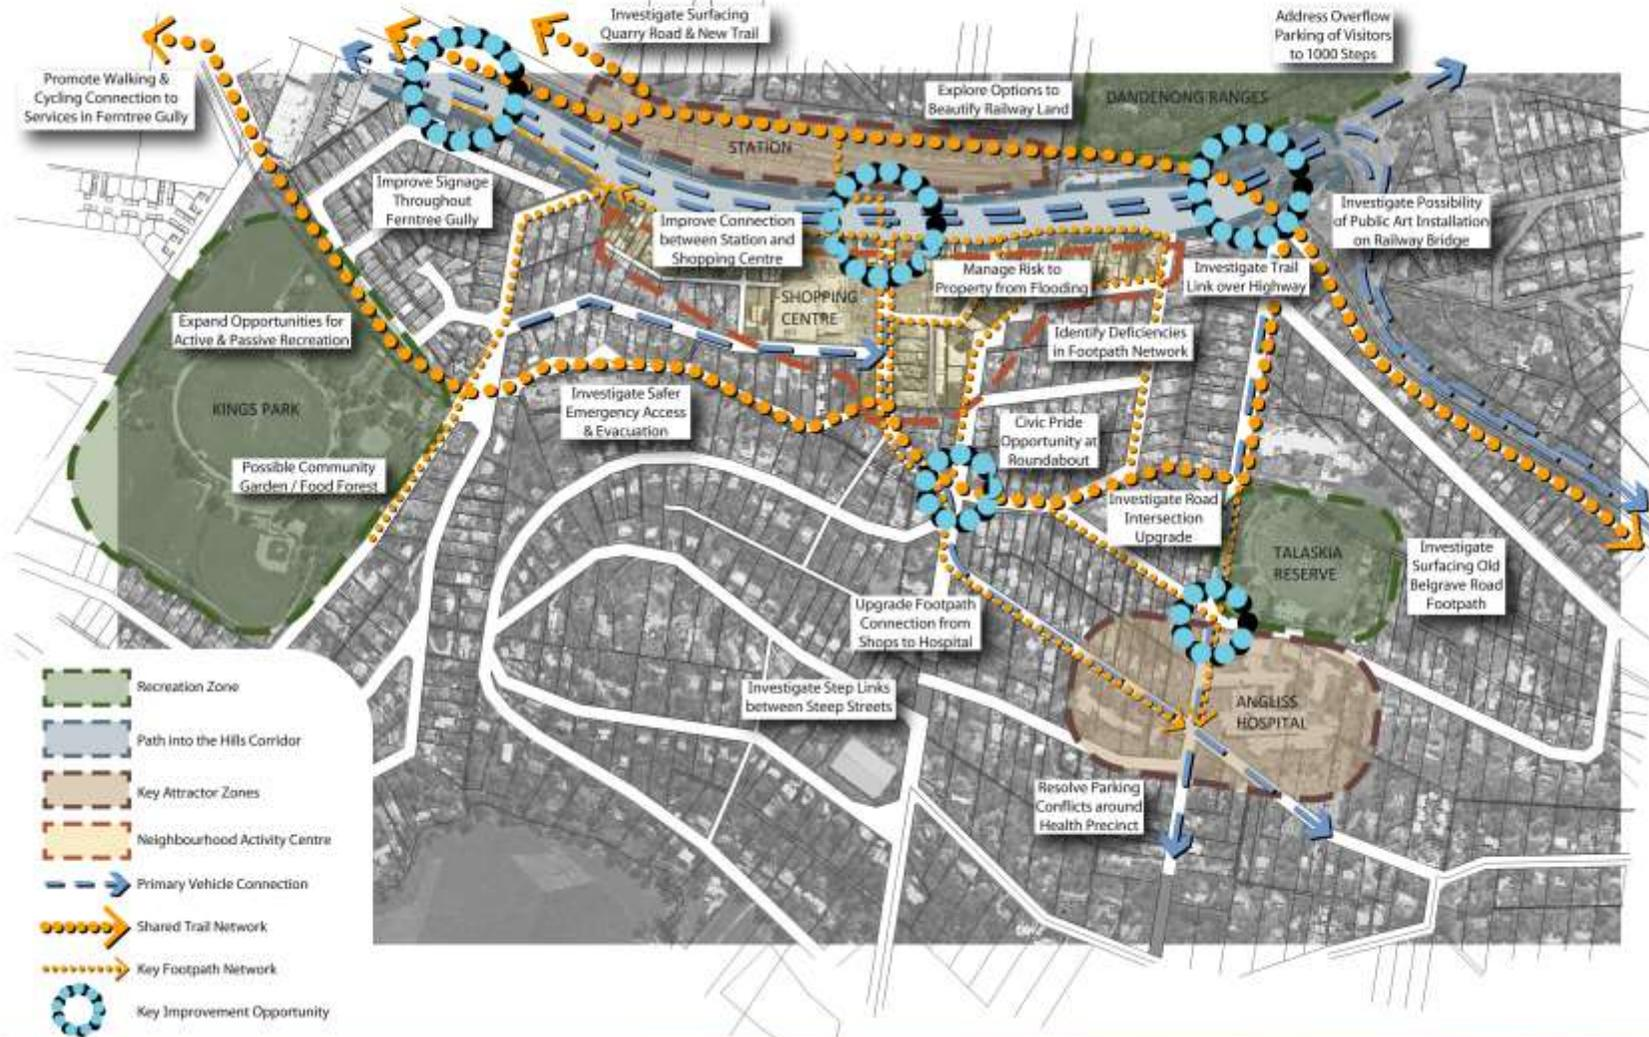 Investigate Surfacing
Quarry Road & New Trail
Address Overflow
Parking of Visitors
to 1000 Steps
Promote Walking &
Cycling Connection to
Services in Ferntree Gully
Explore Options to
Beautify Railway Land
DANDENONG RANGES
STATION
Improve Signage
Throughout
Ferntree Gully
Improve Connection
between Station and
Shopping Centre
Investigate Possibility
of Public Art Installation
on Railway Bridge
Manage Risk to
Property from Flooding
Investigate Trail
Link over Highway
SHOPPING
CENTRE
Expand Opportunities for
Active & Passive Recreation
Identify Deficiencies
in Footpath Network
KINGS PARK
Investigate Safer
Emergency Access
& Evacuation
Civic Pride
Opportunity at
Roundabout
Possible Community
Garden / Food Forest
Investigate Road
Intersection
Upgrade
TALASKIA
RESERVE
Investigate
Surfacing Old
Belgrave Road
Footpath
Upgrade Footpath
Connection from
Shops to Hospital
Investigate Step Links
between Steep Streets
ANGLISS
HOSPITAL
Resolve Parking
Conflicts around
Health Precinct
Recreation Zone
Path into the Hills Corridor
Key Attractor Zones
Neighbourhood Activity Centre
Primary Vehicle Connection
Shared Trail Network
Key Footpath Network
Key Improvement Opportunity